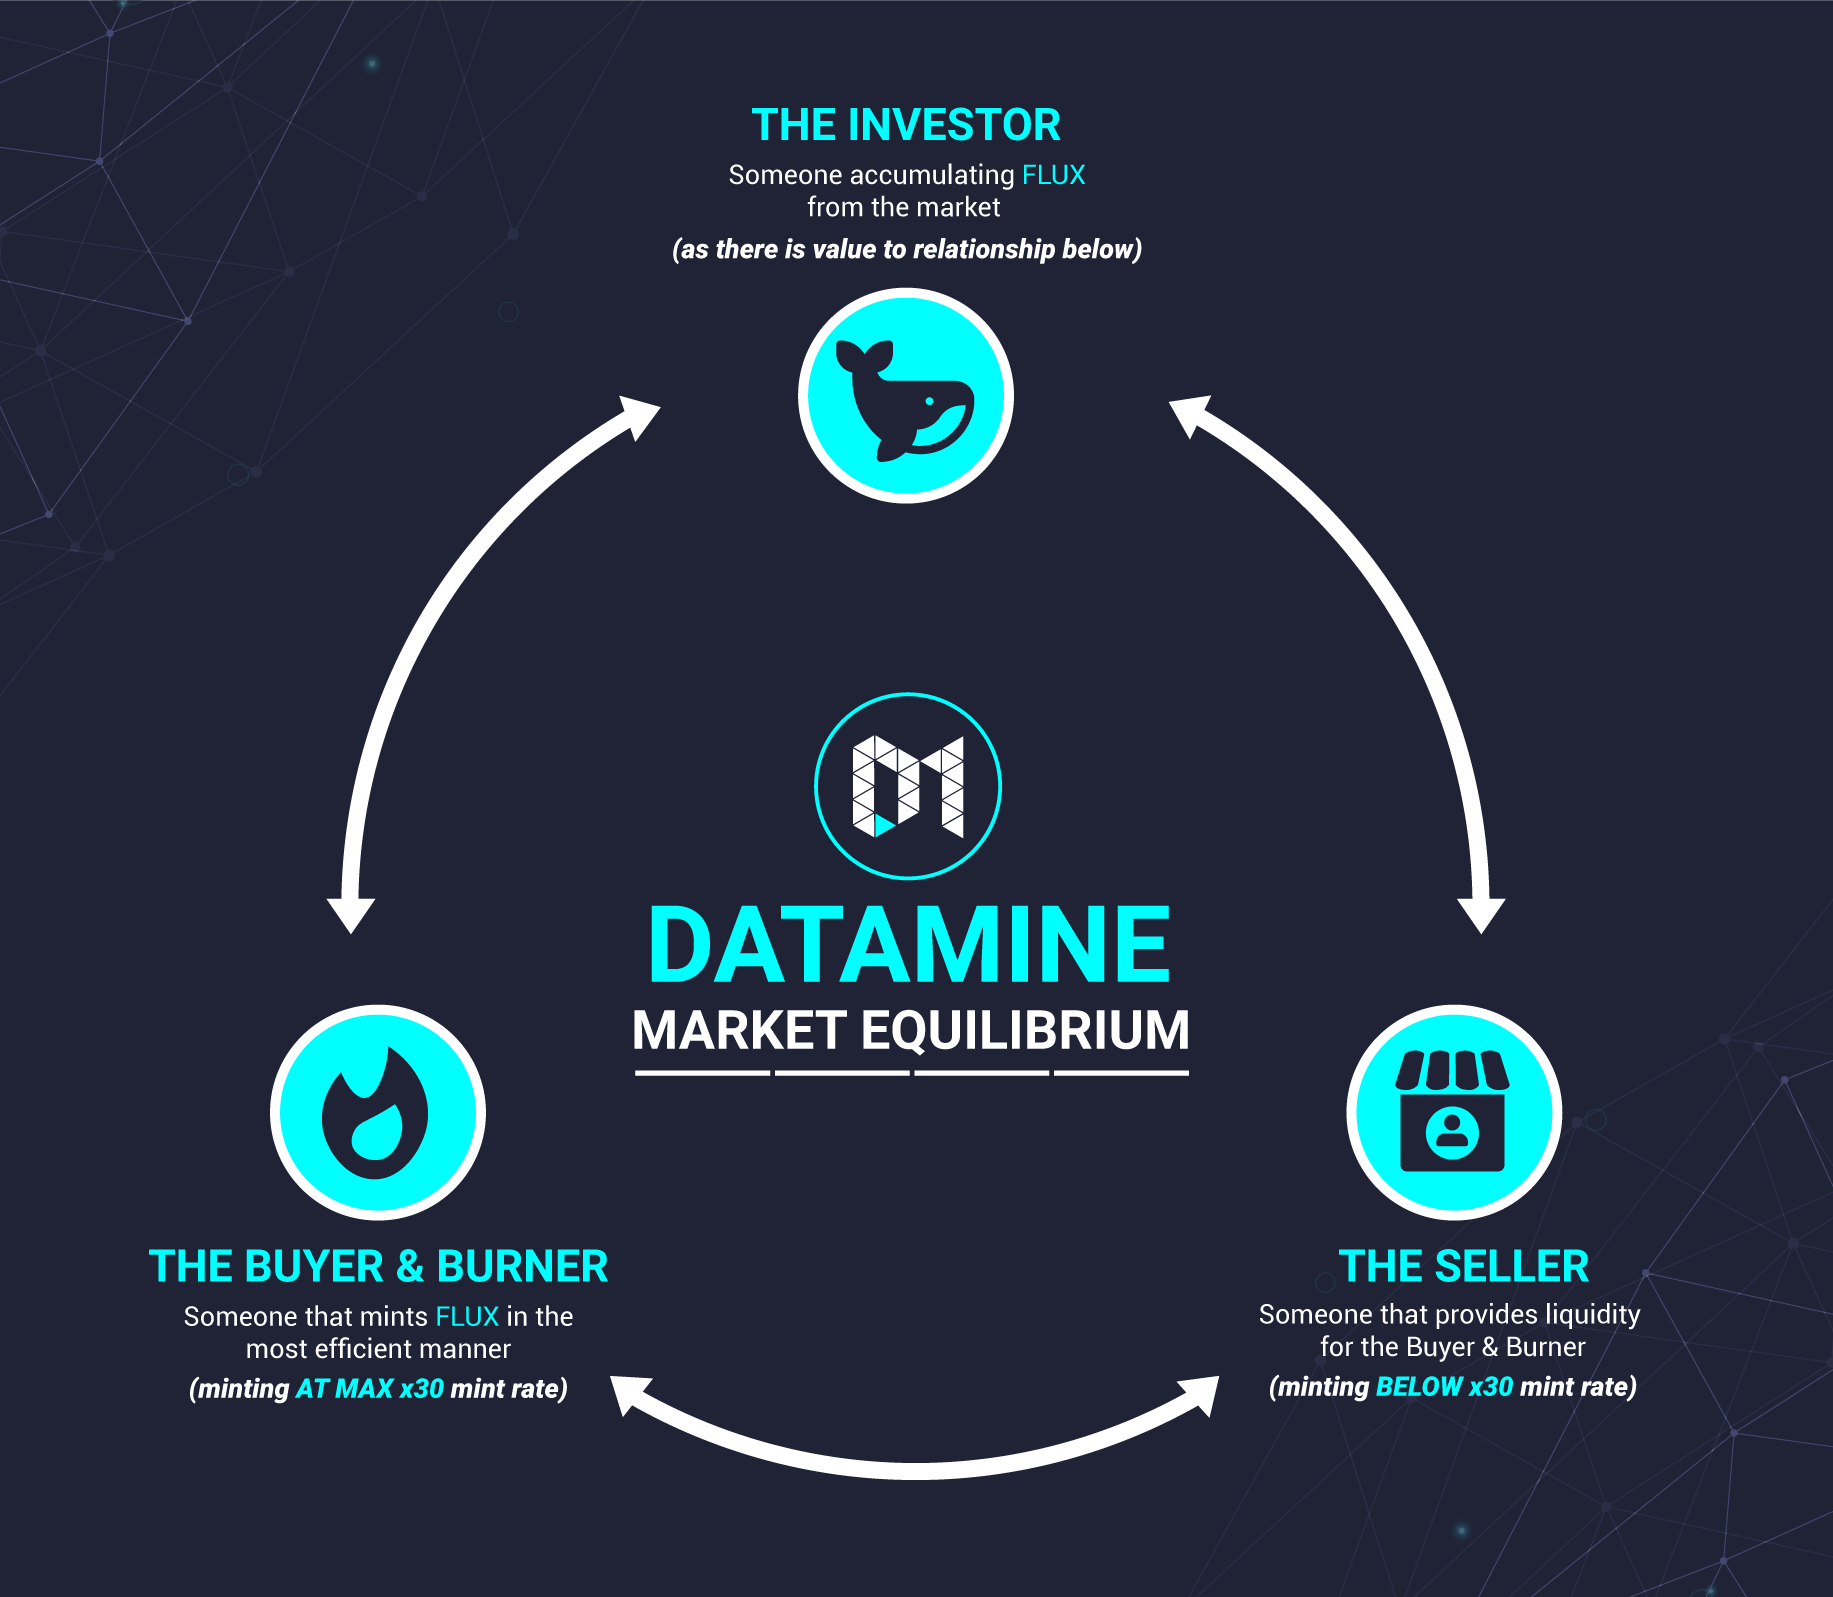 THE INVESTOR
Someone accumulating FLUX
from the market
(as there is value to relationship below)
DATAMINE
MARKET EQUILIBRIUM
THE BUYER & BURNER
Someone that mints FLUX in the
most efficient manner
(minting AT MAX x30 mint rate)
THE SELLER
Someone that provides liquidity
for the Buyer & Burner
(minting BELOW x30 mint rate)